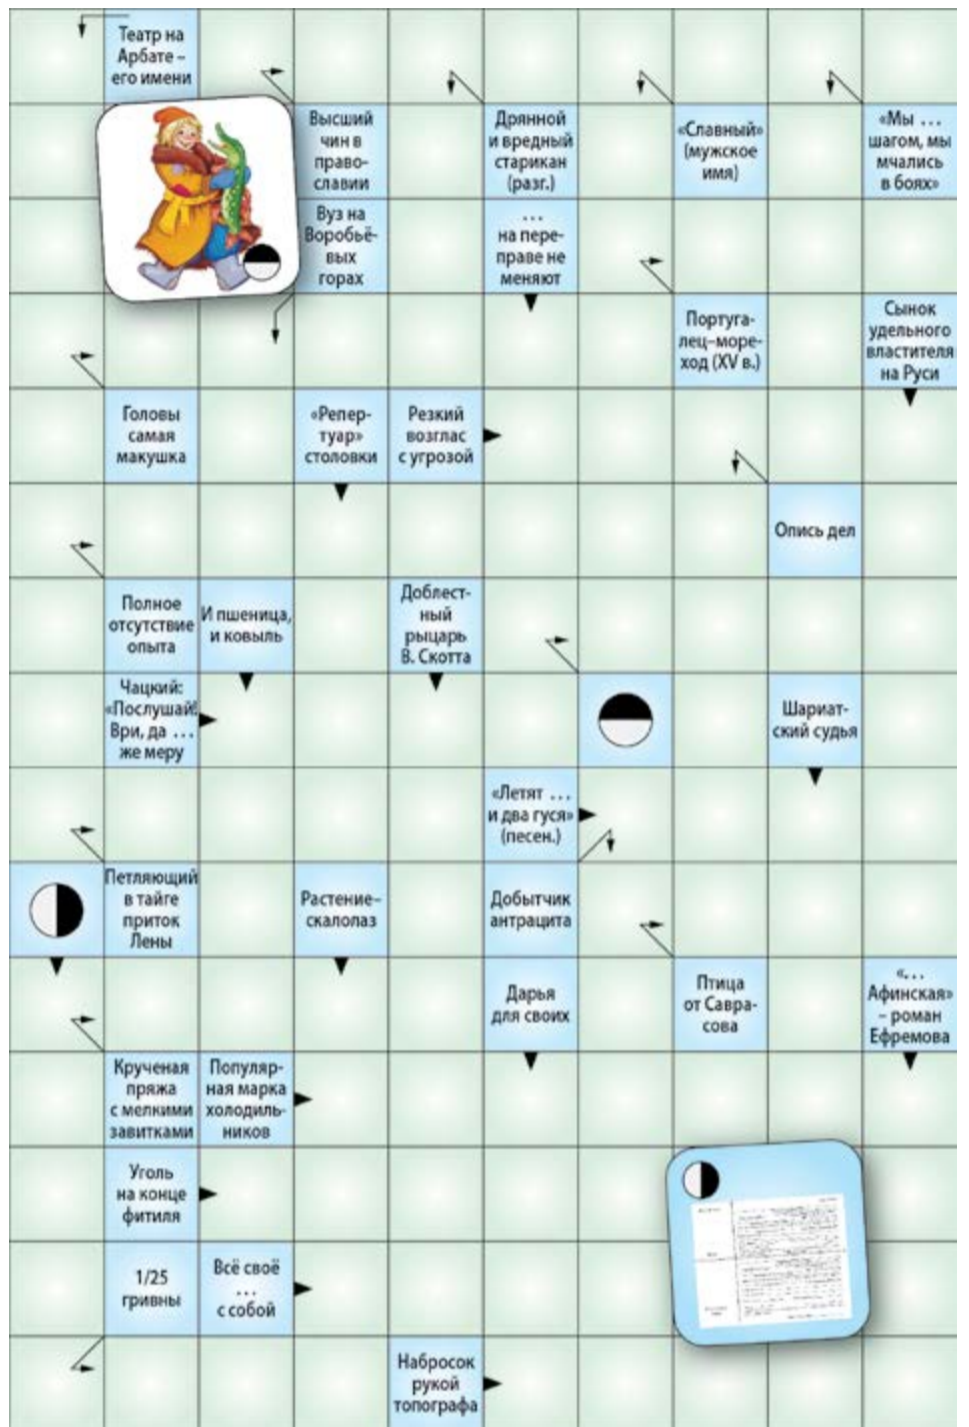 Театр на
Арбате –
его имени
Высший
чин в
право-
славии
Дрянной
и вредный
старикан
(разг.)
«Славный»
(мужское
имя)
«Мы …
шагом, мы
мчались
в боях»
Вуз на
Воробьё-
вых
горах
…
на пере-
праве не
меняют
Португа-
лец–море-
ход (XV в.)
Сынок
удельного
властителя
на Руси
Головы
самая
макушка
«Репер-
туар»
столовки
Резкий
возглас
с угрозой
Опись дел
Полное
отсутствие
опыта
И пшеница,
и ковыль
Доблест-
ный
рыцарь
В. Скотта
Чацкий:
«Послушай!
Ври, да …
же меру
Шариат-
ский судья
«Летят …
и два гуся»
(песен.)
Петляющий
в тайге
приток
Лены
Растение–
скалолаз
Добытчик
антрацита
Дарья
для своих
Птица
от Савра-
сова
«…
Афинская»
– роман
Ефремова
Крученая
пряжа
с мелкими
завитками
Популяр-
ная марка
холодиль-
ников
Уголь
на конце
фитиля
1/25
гривны
Всё своё
…
с собой
Набросок
рукой
топографа